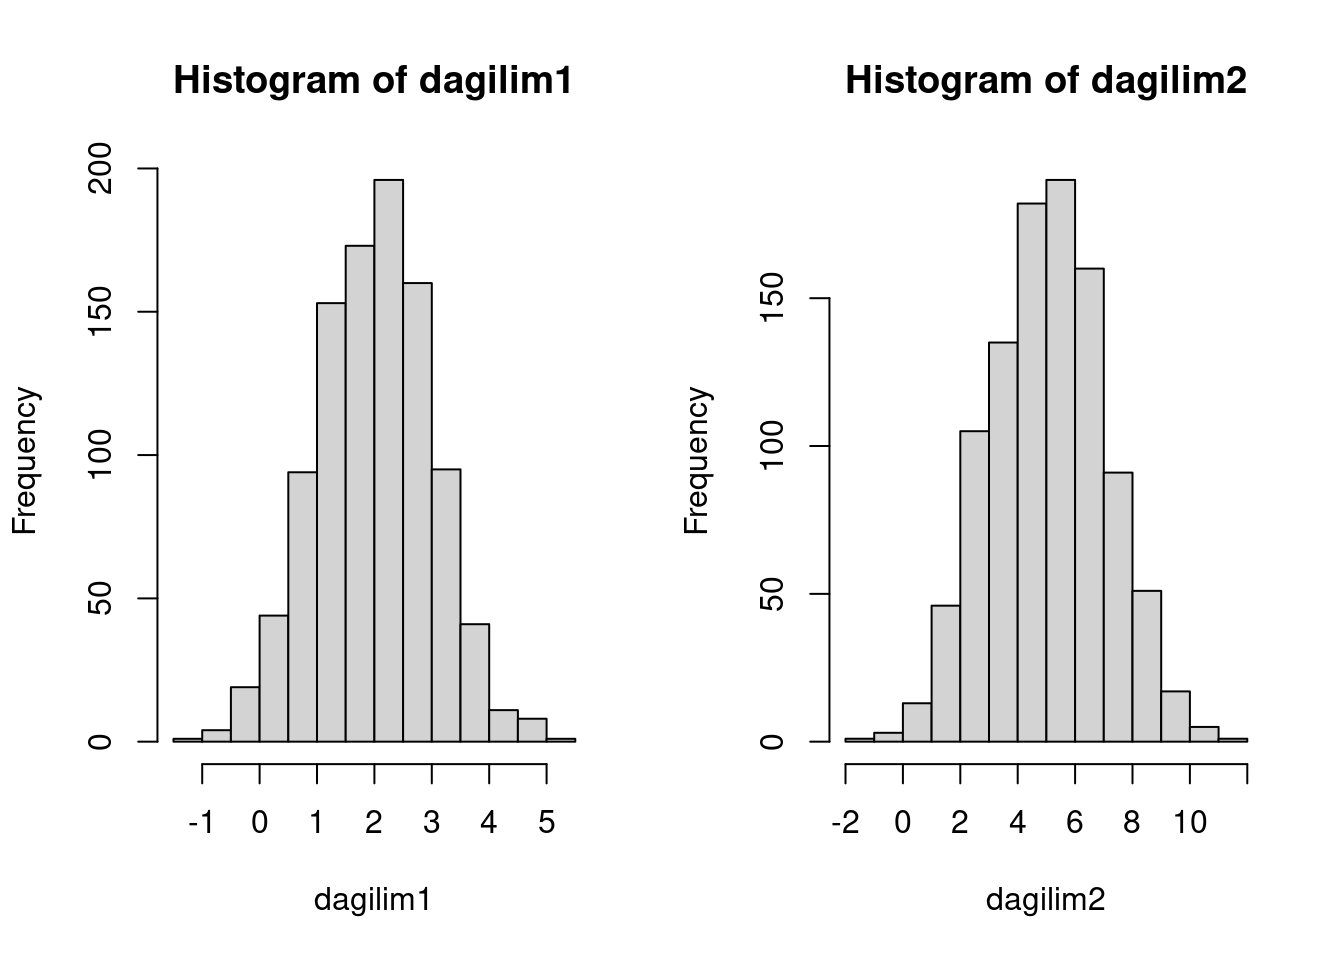 Histogram of dagilim1
Frequency
200
150
100
50
0
-1 0 1 2 3 4 5
dagilim1
Histogram of dagilim2
Frequency
150
100
50
0
-2 0 2 4 6 8 10
dagilim2